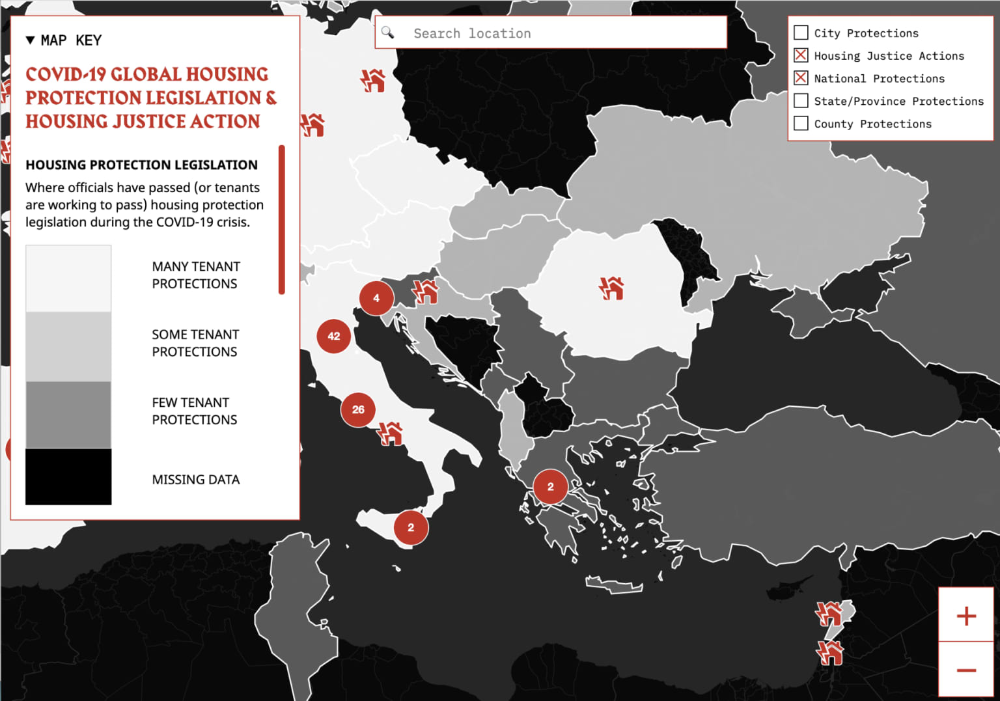 ▼ MAP KEY
COVID-19 GLOBAL HOUSING
PROTECTION LEGISLATION &
HOUSING JUSTICE ACTION
HOUSING PROTECTION LEGISLATION
Where officials have passed (or tenants
are working to pass) housing protection
legislation during the COVID-19 crisis.
MANY TENANT
PROTECTIONS
SOME TENANT
PROTECTIONS
FEW TENANT
PROTECTIONS
MISSING DATA
Search location
City Protections
Housing Justice Actions
National Protections
State/Province Protections
County Protections
4
42
26
2
2
+
−